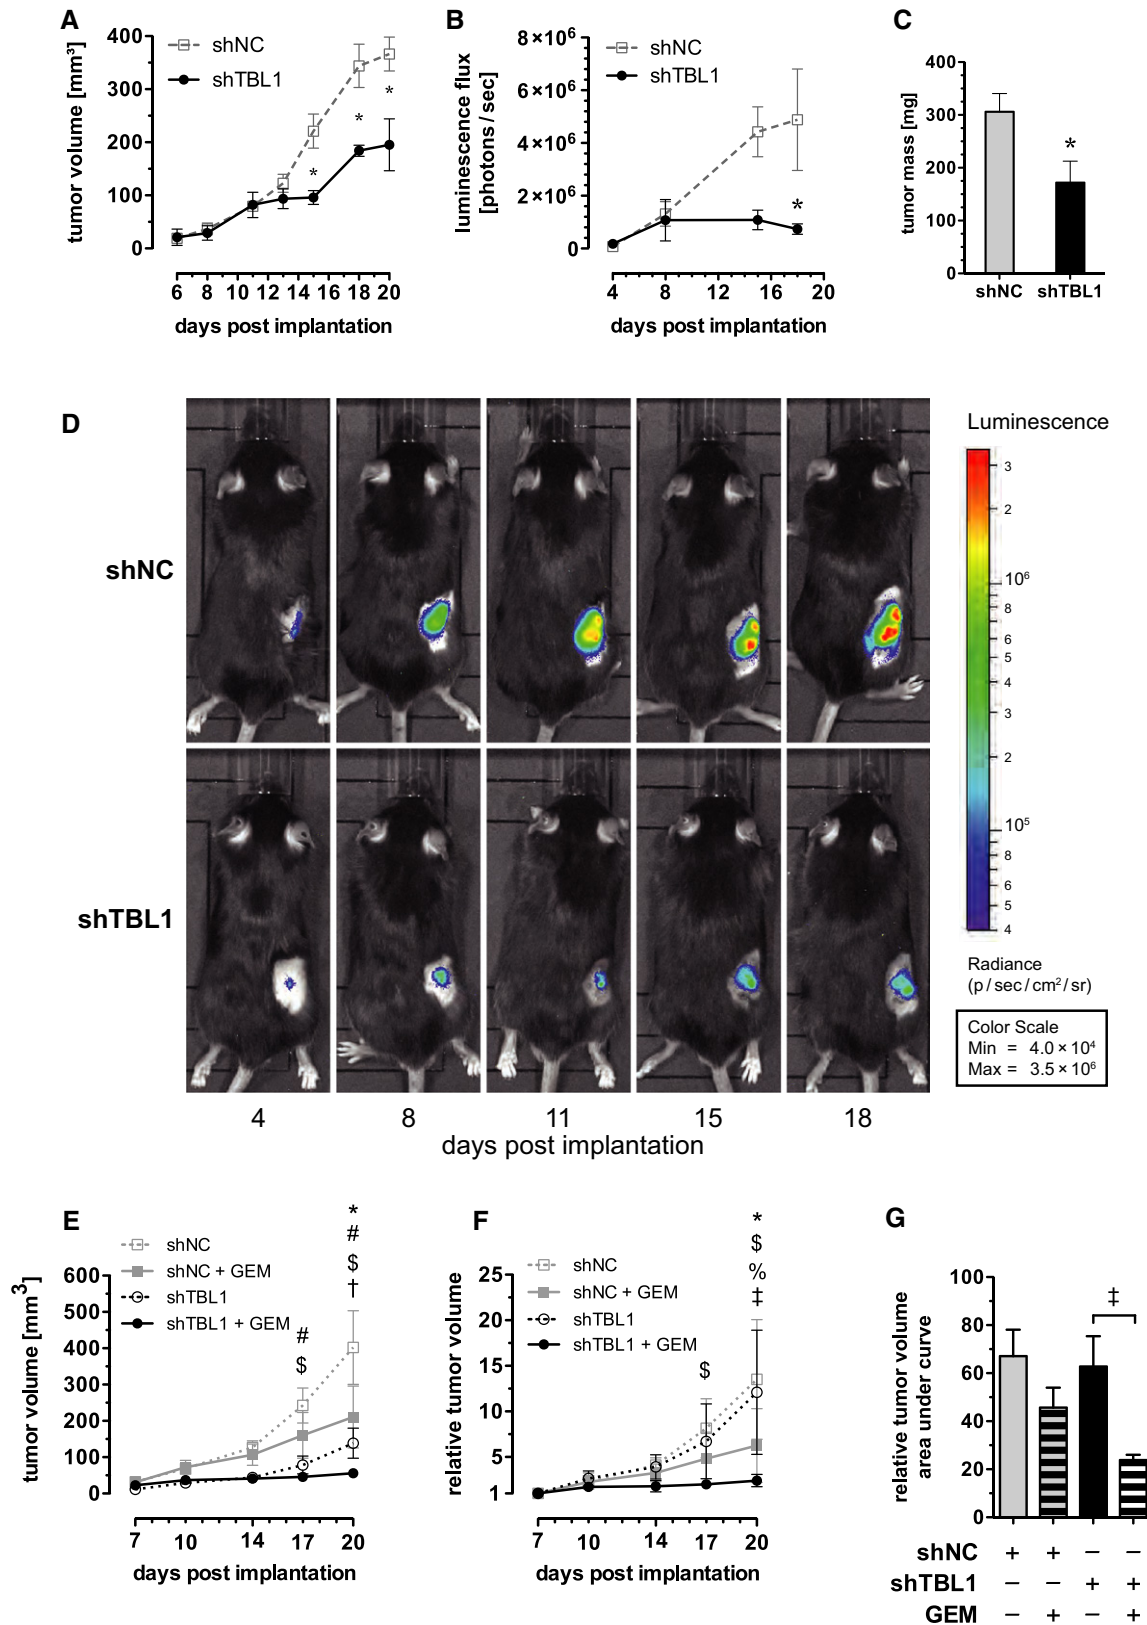 A
tumor volume [mm³]
400
300
200
100
0
shNC
shTBL1
*
*
*
6 8 10 12 14 16 18 20
days post implantation
B
luminescence flux
[photons / sec]
8×10⁶
6×10⁶
4×10⁶
2×10⁶
0
shNC
shTBL1
*
4 8 12 16 20
days post implantation
C
tumor mass [mg]
400
300
200
100
0
*
shNC shTBL1
D
shNC
shTBL1
4 8 11 15 18
days post implantation
Luminescence
3
2
10⁶
8
6
5
4
3
2
10⁵
8
6
5
4
Radiance
(p / sec / cm² / sr)
Color Scale
Min = 4.0 × 10⁴
Max = 3.5 × 10⁶
E
tumor volume [mm³]
600
500
400
300
200
100
0
shNC
shNC + GEM
shTBL1
shTBL1 + GEM
#
$
*
#
$
†
7 10 14 17 20
days post implantation
F
relative tumor volume
25
20
15
10
5
1
shNC
shNC + GEM
shTBL1
shTBL1 + GEM
$
*
$
%
‡
7 10 14 17 20
days post implantation
G
relative tumor volume
area under curve
100
80
60
40
20
0
‡
shNC + + − −
shTBL1 − − + +
GEM − + − +